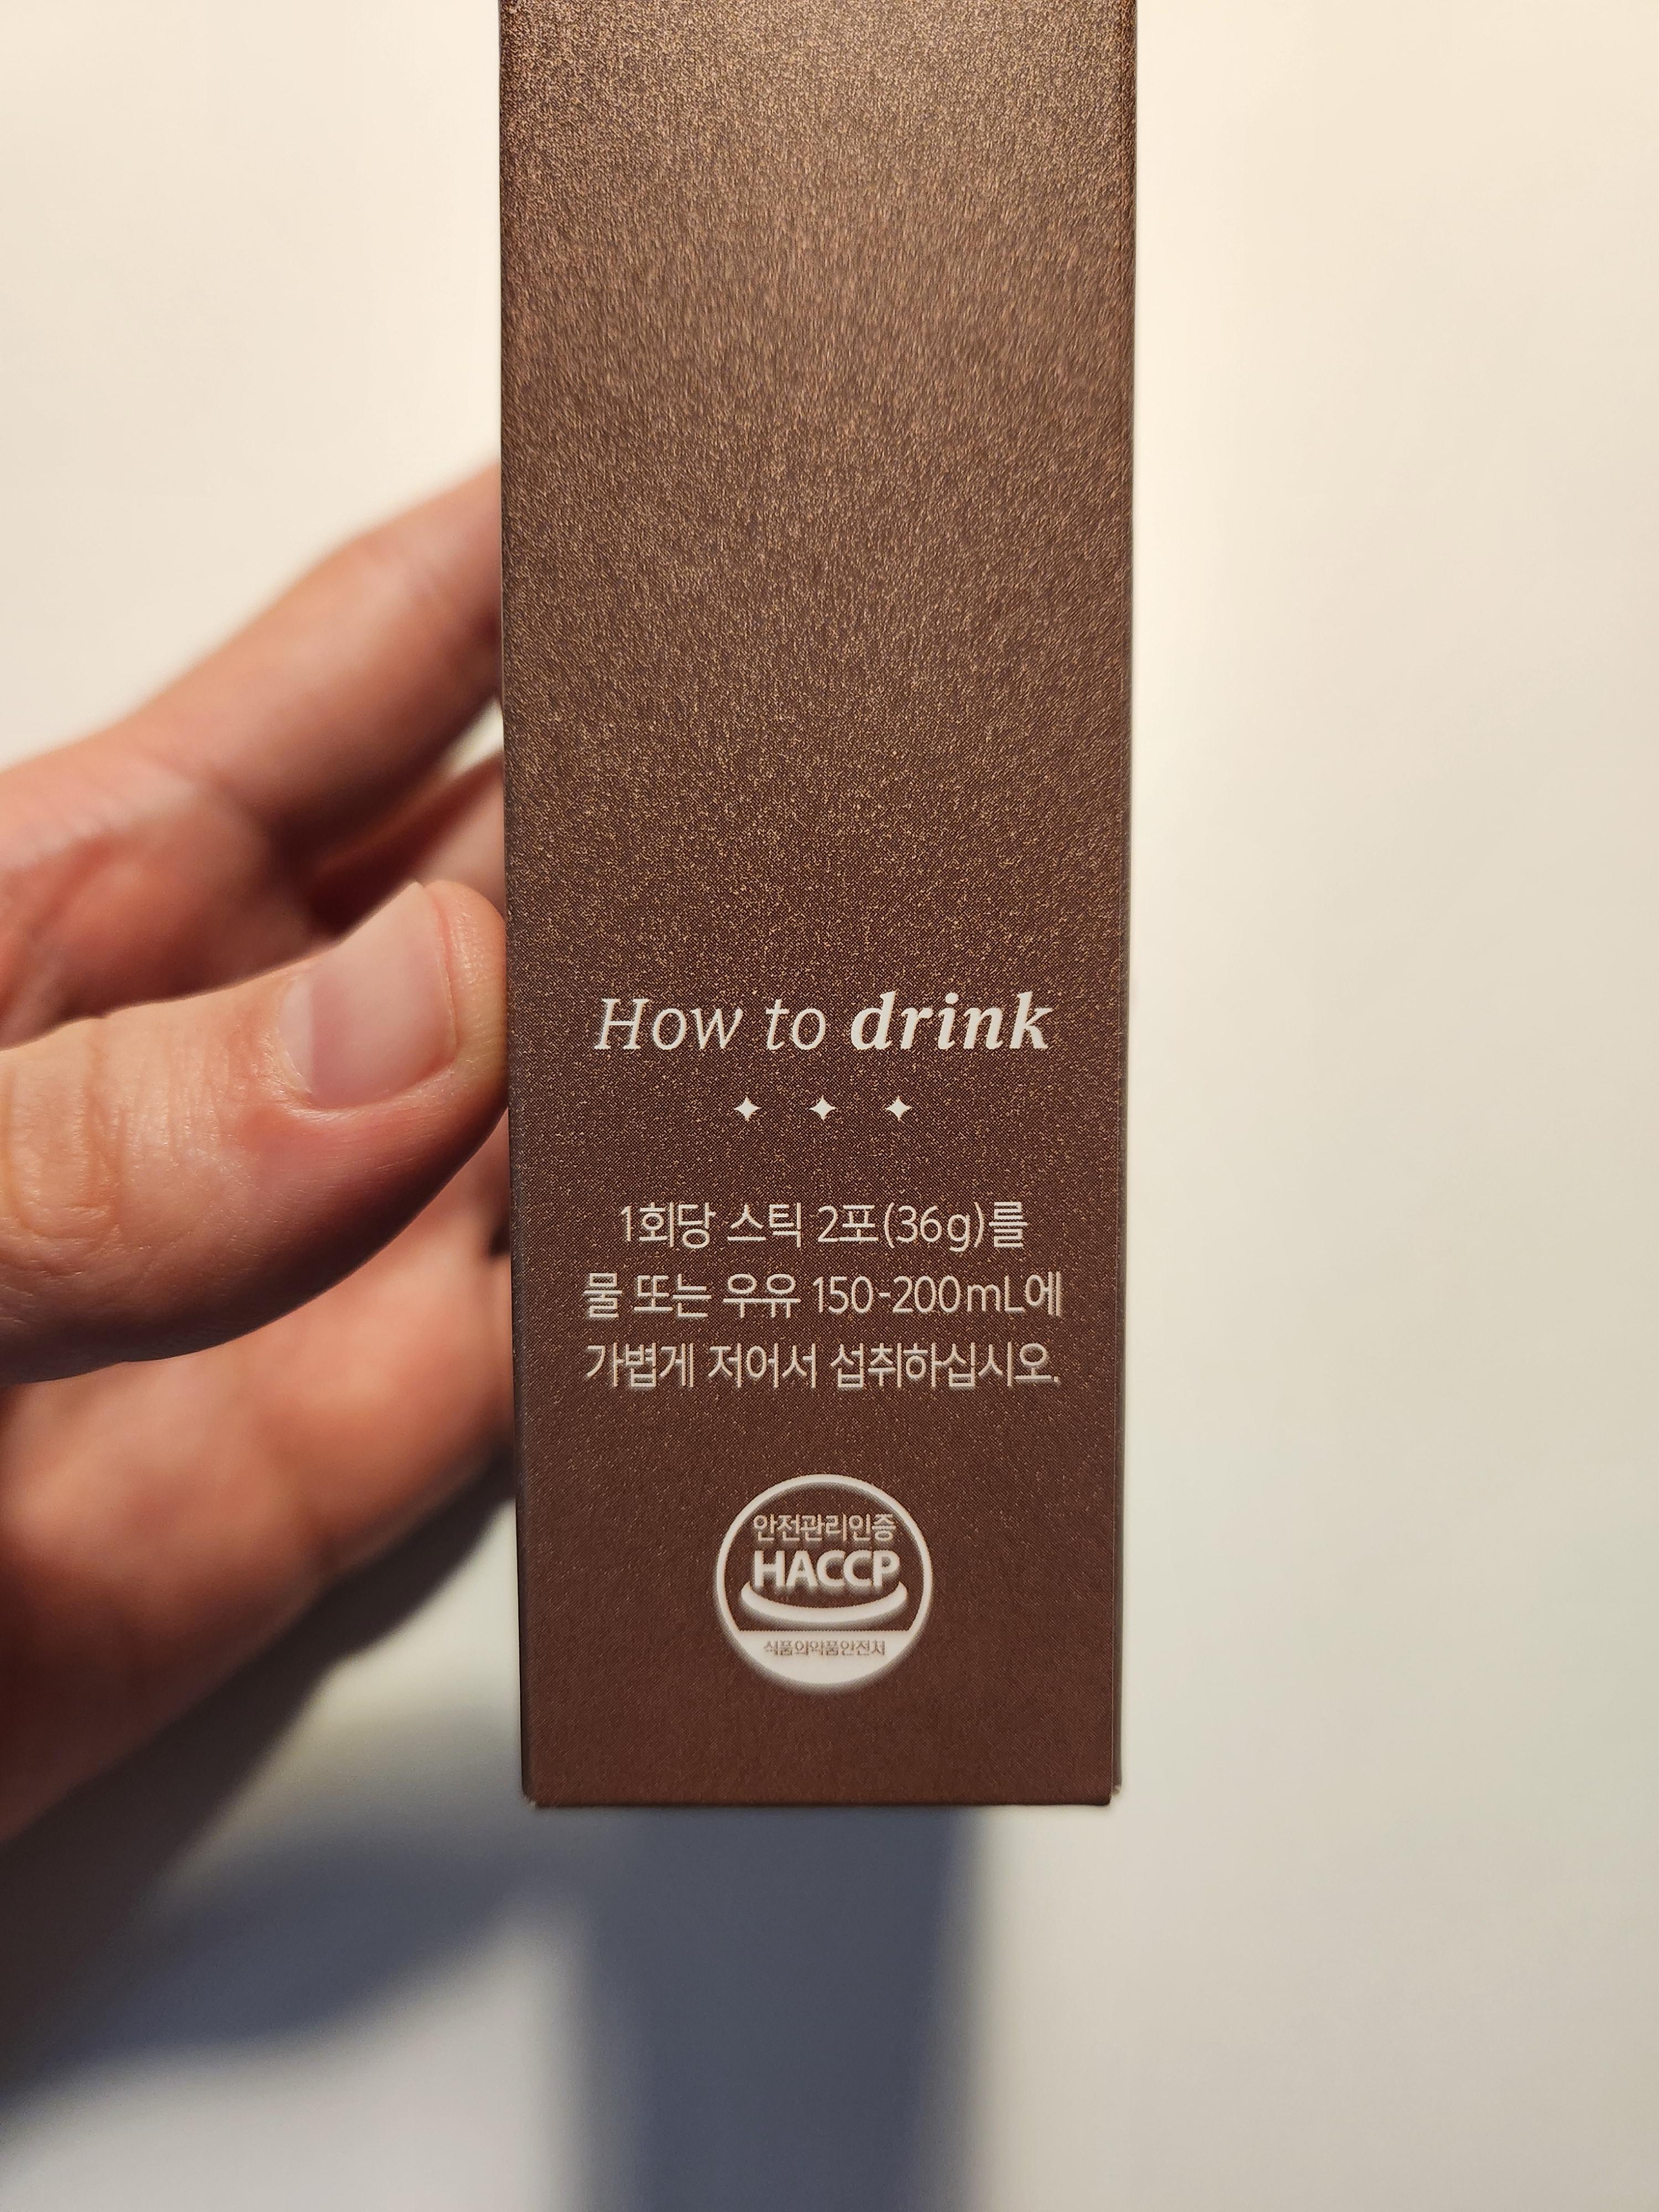 How to drink
1회당 스틱 2포(36g)를
물 또는 우유 150-200mL에
가볍게 저어서 섭취하십시오.
안전관리인증
HACCP
식품의약품안전처